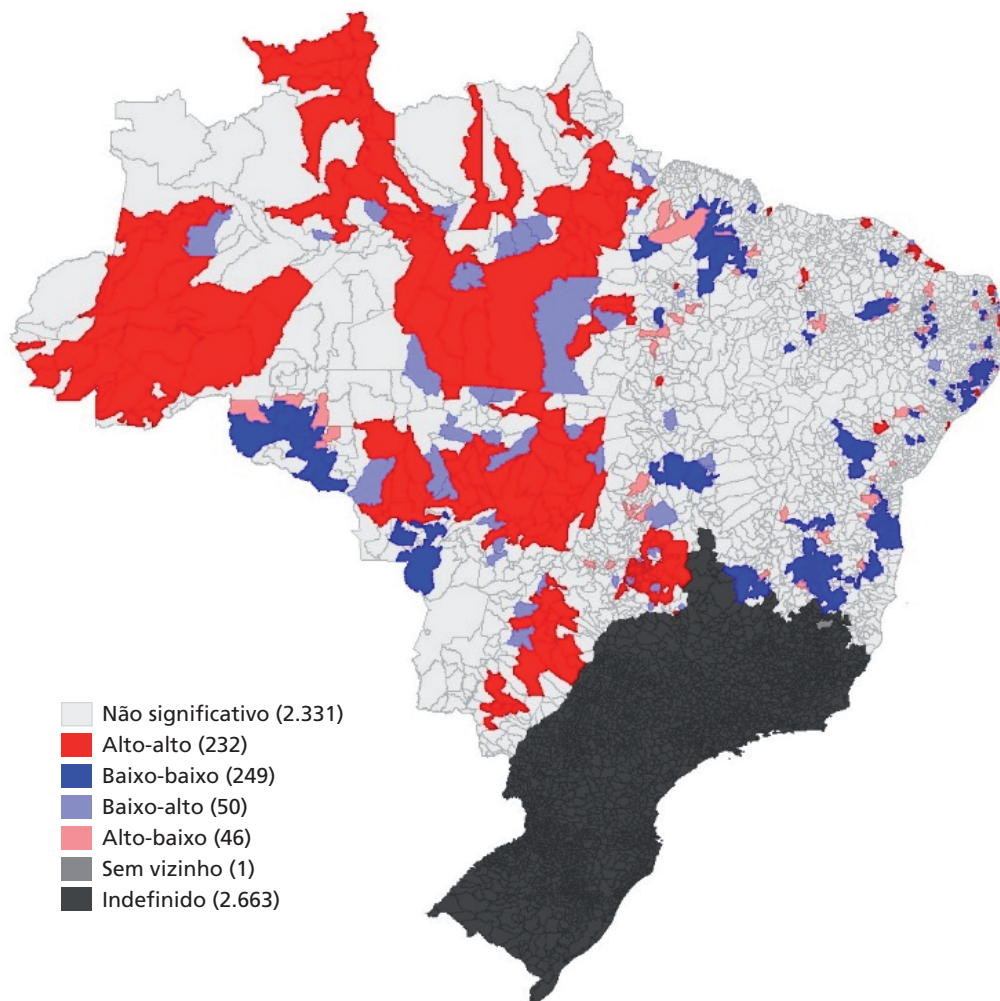 Não significativo (2.331)
Alto-alto (232)
Baixo-baixo (249)
Baixo-alto (50)
Alto-baixo (46)
Sem vizinho (1)
Indefinido (2.663)